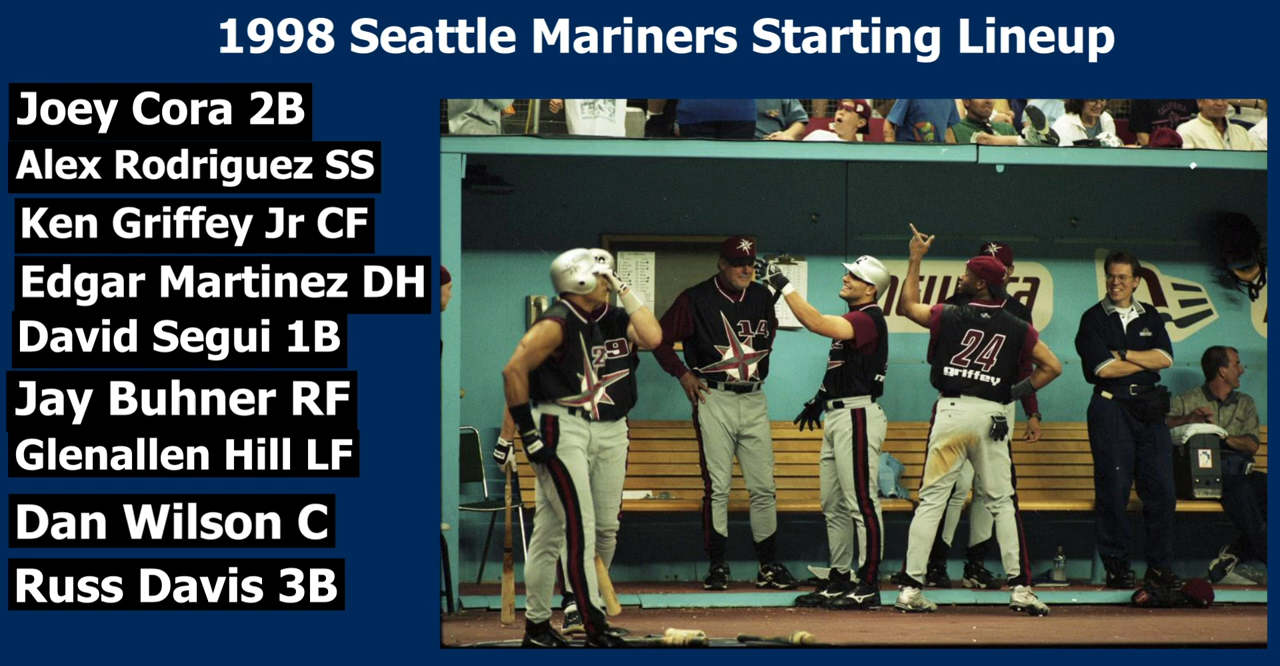 1998 Seattle Mariners Starting Lineup
Joey Cora 2B
Alex Rodriguez SS
Ken Griffey Jr CF
Edgar Martinez DH
David Segui 1B
Jay Buhner RF
Glenallen Hill LF
Dan Wilson C
Russ Davis 3B
14
29
24
griffey